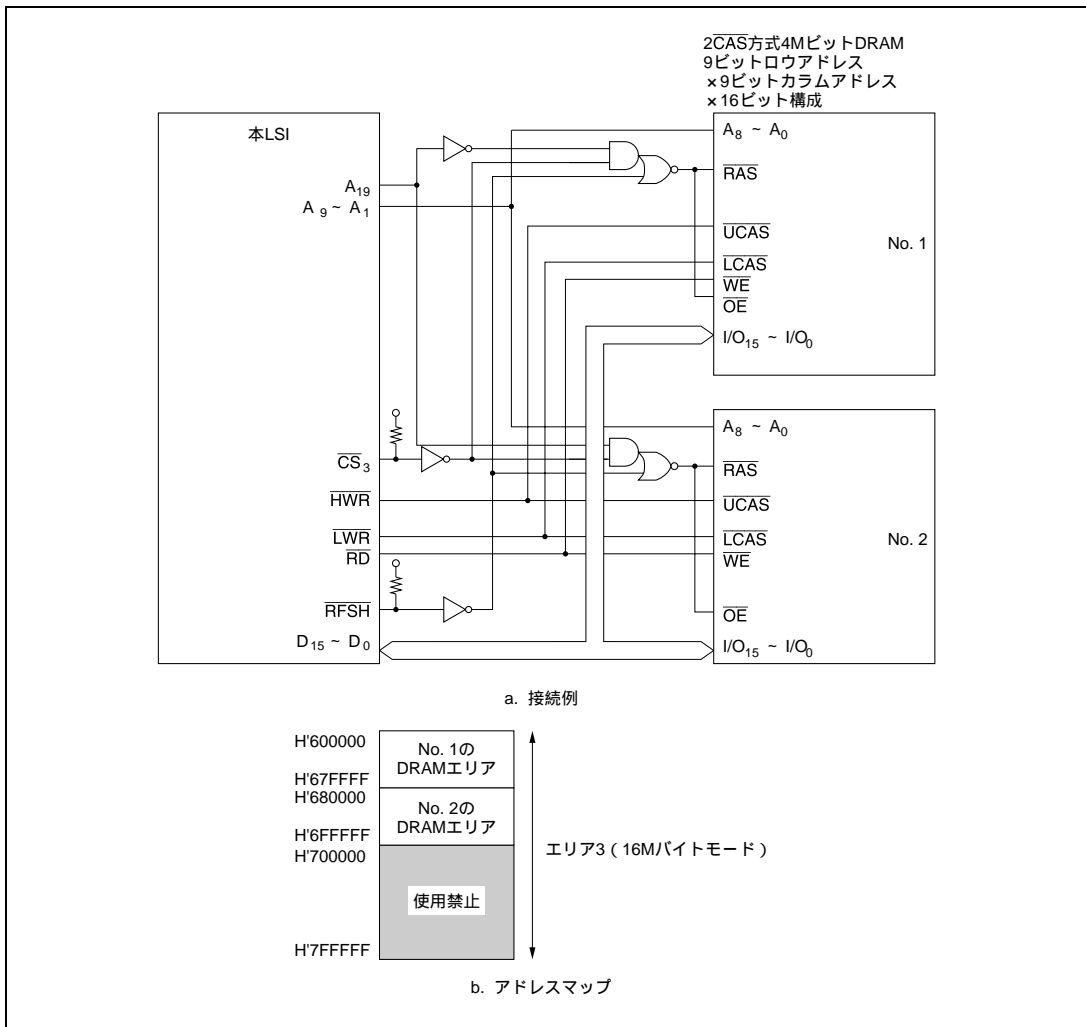 2CAS方式4MビットDRAM
9ビットロウアドレス
×9ビットカラムアドレス
×16ビット構成
本LSI
A19
A9 ~ A1
CS3
HWR
LWR
RD
RFSH
D15 ~ D0
A8 ~ A0
RAS
UCAS
No. 1
LCAS
WE
OE
I/O15 ~ I/O0
A8 ~ A0
RAS
UCAS
No. 2
LCAS
WE
OE
I/O15 ~ I/O0
a. 接続例
H'600000
No. 1の
DRAMエリア
H'67FFFF
H'680000
No. 2の
DRAMエリア
H'6FFFFF
H'700000
使用禁止
H'7FFFFF
エリア3(16Mバイトモード)
b. アドレスマップ